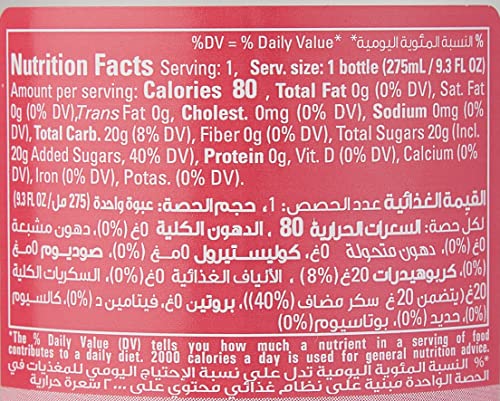 %DV = % Daily Value* *النسبة المئوية اليومية %
Nutrition Facts Serving: 1, Serv. size: 1 bottle (275mL / 9.3 FL OZ)
Amount per serving: Calories 80 , Total Fat 0g (0% DV), Sat. Fat
0g (0% DV),Trans Fat 0g, Cholest. 0mg (0% DV), Sodium 0mg (0%
DV),Total Carb. 20g (8% DV), Fiber 0g (0% DV), Total Sugars 20g (Incl.
20g Added Sugars, 40% DV), Protein 0g, Vit. D (0% DV), Calcium (0%
DV), Iron (0% DV), Potas. (0% DV).
القيمة الغذائية عدد الحصص: 1، حجم الحصة: عبوة واحدة (275 مل/ 9.3 FL OZ)
لكل حصة: السعرات الحرارية 80 ، الدهون الكلية 0غ (0%)، دهون مشبعة
0غ (0%)، دهون متحولة 0غ، كوليستيرول 0مغ (0%)، صوديوم 0مغ
(0%)، كربوهيدرات 20غ (8%)، الألياف الغذائية 0غ (0%)، السكريات الكلية
20غ (يتضمن 20غ سكر مضاف (40%))، بروتين 0غ، فيتامين د (0%)، كالسيوم
(0%)، حديد (0%)، بوتاسيوم (0%)
*The % Daily Value (DV) tells you how much a nutrient in a serving of food
contributes to a daily diet. 2000 calories a day is used for general nutrition advice.
*% النسبة المئوية اليومية تدل على نسبة الإحتياج اليومي للمغذيات في
الحصة الواحدة مبنية على نظام غذائي محتوي على ٢٠٠٠ سعرة حرارية